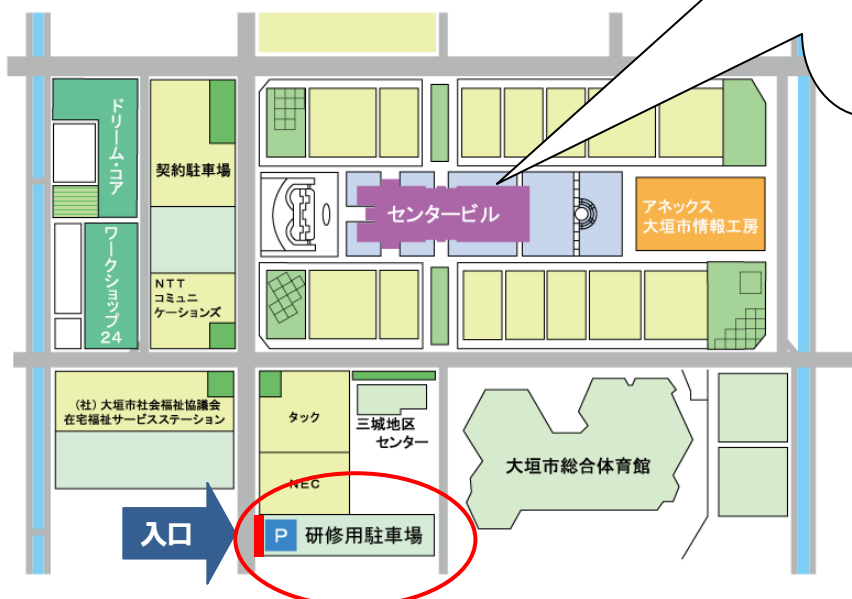 ドリーム・コア
契約駐車場
センタービル
アネックス
大垣市情報工房
ワークショップ24
NTT
コミュニ
ケーションズ
(社)大垣市社会福祉協議会
在宅福祉サービスステーション
タック
三城地区
センター
大垣市総合体育館
NEC
入口
P 研修用駐車場